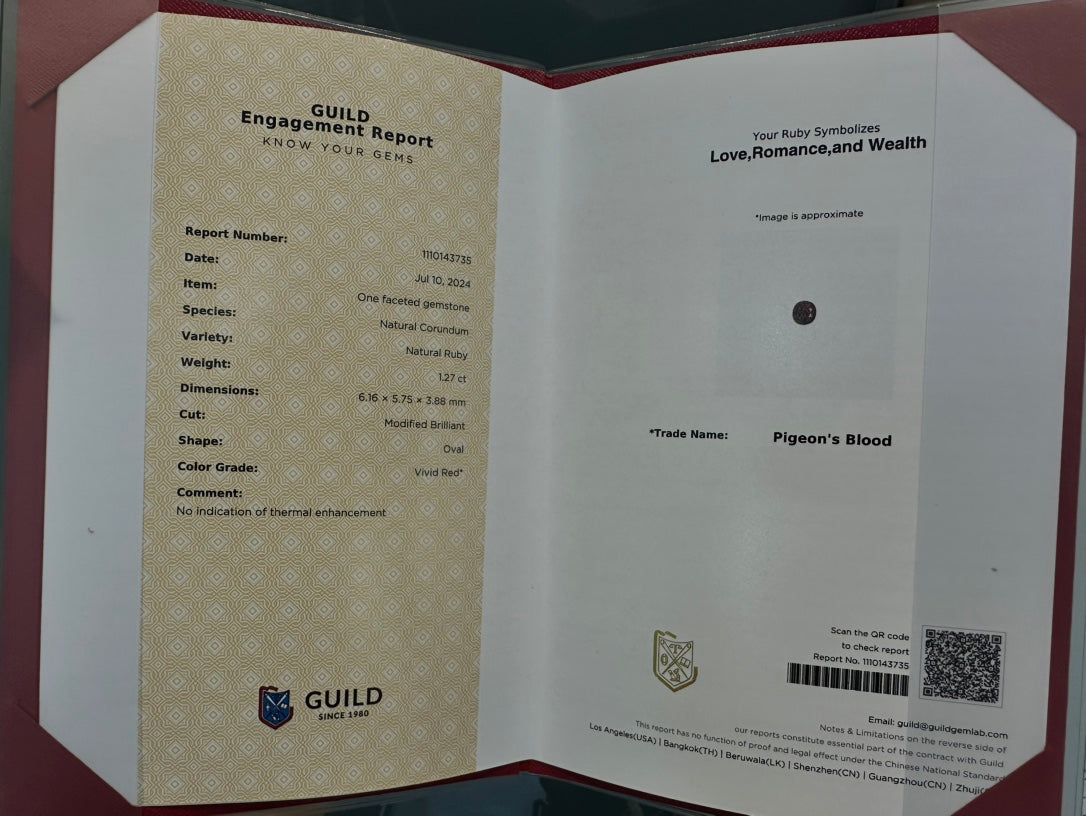 GUILD
Engagement Report
KNOW YOUR GEMS
Report Number:
1110143735
Date:
Jul 10, 2024
Item:
One faceted gemstone
Species:
Natural Corundum
Variety:
Natural Ruby
Weight:
1.27 ct
Dimensions:
6.16 × 5.75 × 3.88 mm
Cut:
Modified Brilliant
Shape:
Oval
Color Grade:
Vivid Red*
Comment:
No indication of thermal enhancement
GUILD
SINCE 1980
Your Ruby Symbolizes
Love,Romance,and Wealth
*Image is approximate
*Trade Name: Pigeon's Blood
Scan the QR code
to check report
Report No. 1110143735
Email: guild@guildgemlab.com
Notes & Limitations on the reverse side of
our reports constitute essential part of the contract with Guild
This report has no function of proof and legal effect under the Chinese National Standard
Los Angeles(USA) | Bangkok(TH) | Beruwala(LK) | Shenzhen(CN) | Guangzhou(CN) | Zhuji(